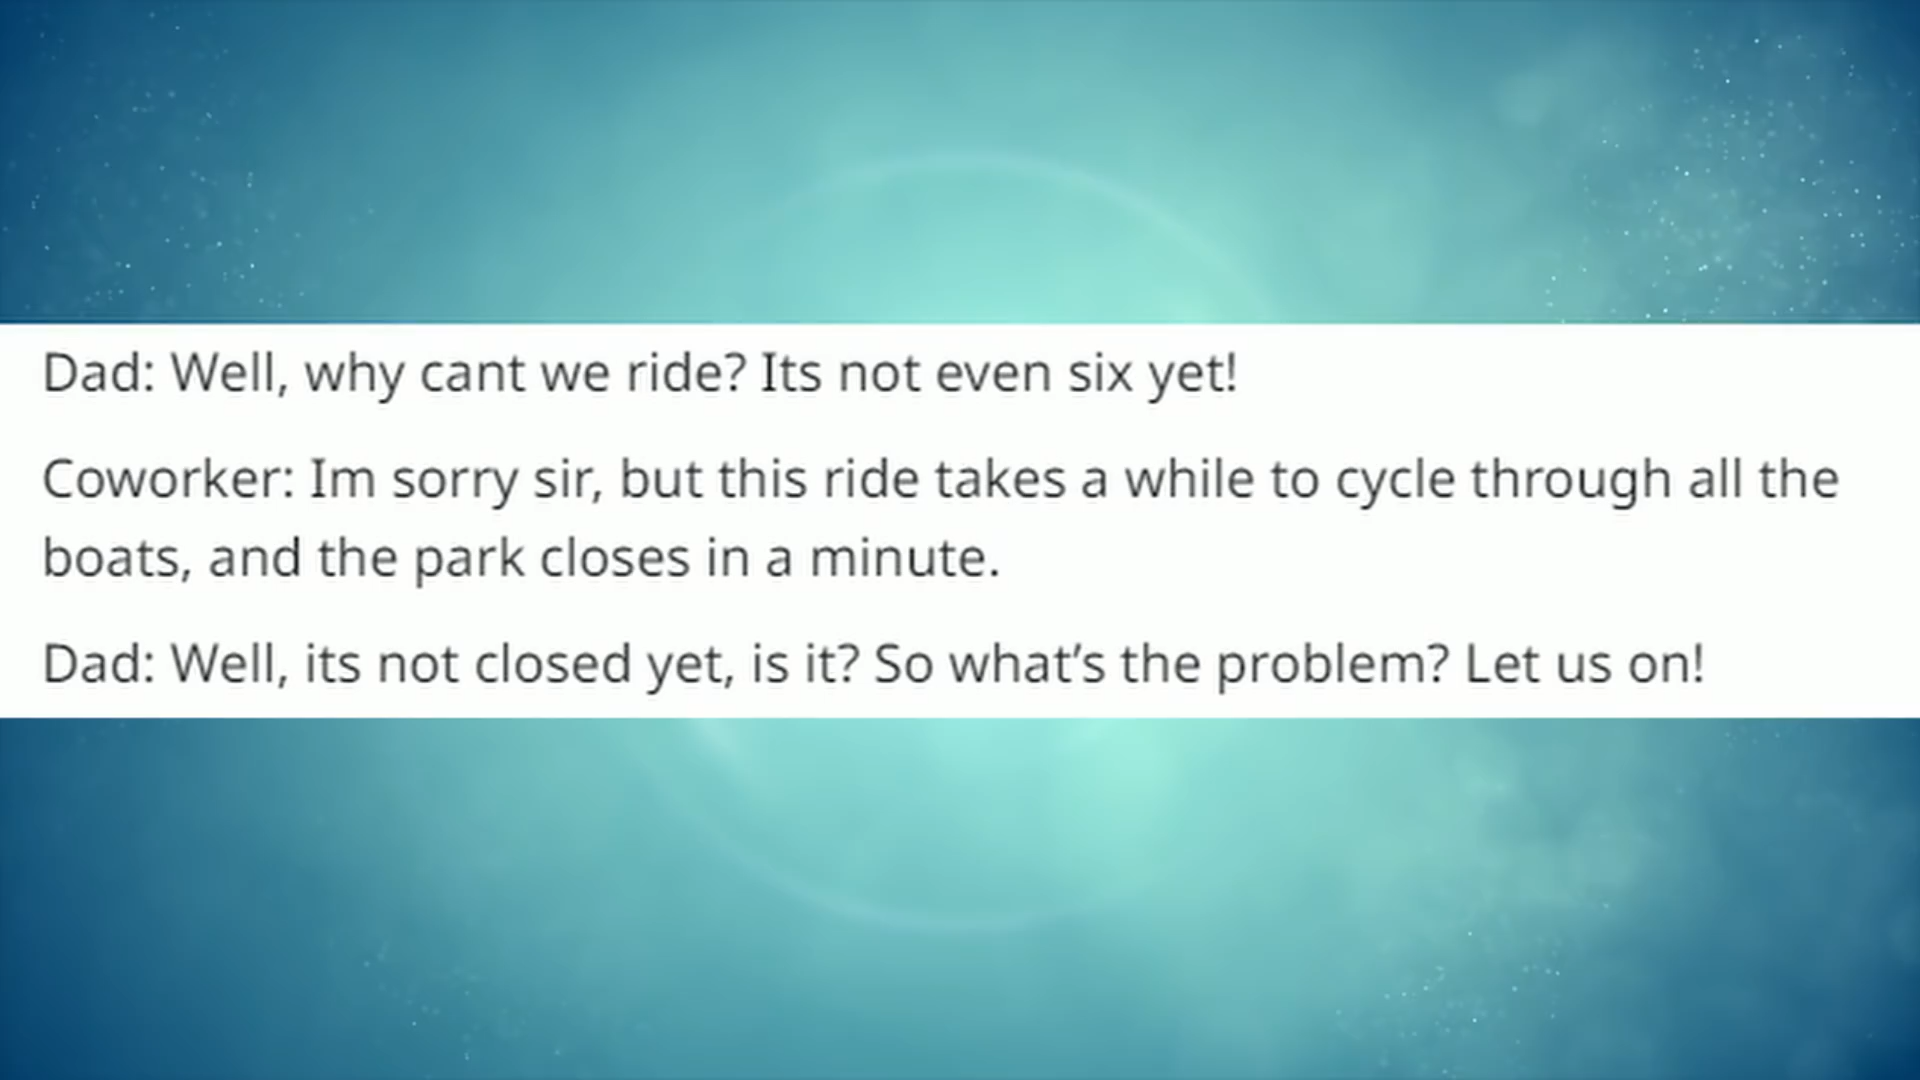 Dad: Well, why cant we ride? Its not even six yet!
Coworker: Im sorry sir, but this ride takes a while to cycle through all the
boats, and the park closes in a minute.
Dad: Well, its not closed yet, is it? So what’s the problem? Let us on!